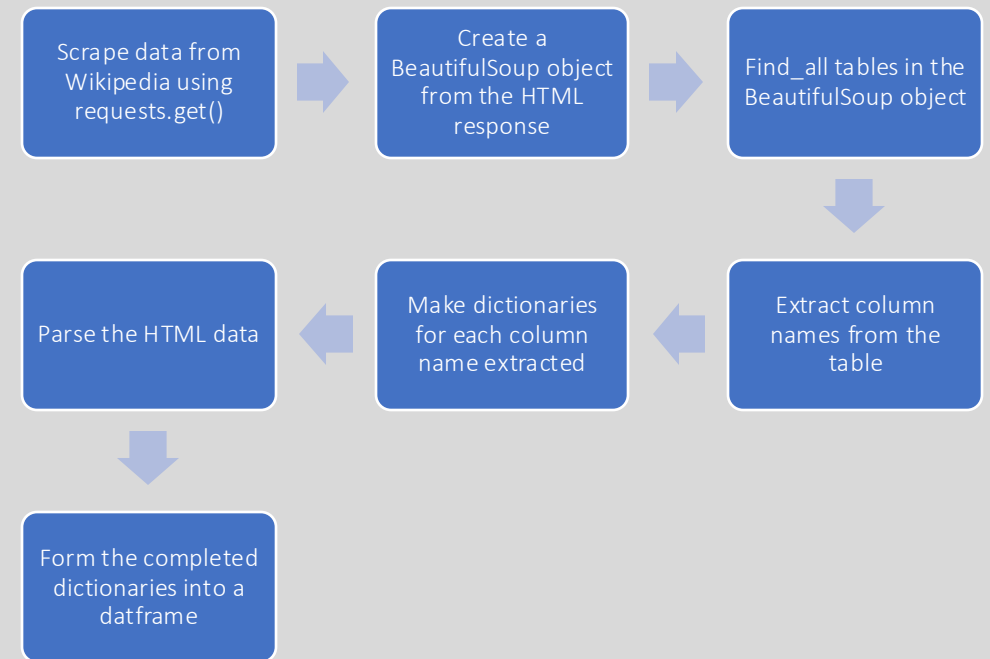 Scrape data from
Wikipedia using
requests.get()
Create a
BeautifulSoup object
from the HTML
response
Find_all tables in the
BeautifulSoup object
Extract column
names from the
table
Make dictionaries
for each column
name extracted
Parse the HTML data
Form the completed
dictionaries into a
datframe